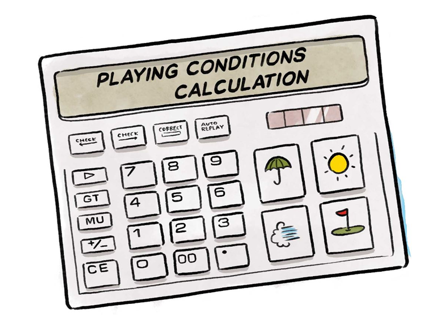 PLAYING CONDITIONS
CALCULATION
CHECK
CHECK
CORRECT
AUTO
REPLAY
7 8 9
GT 4 5 6
MU 1 2 3
+/-
CE 0 00 .